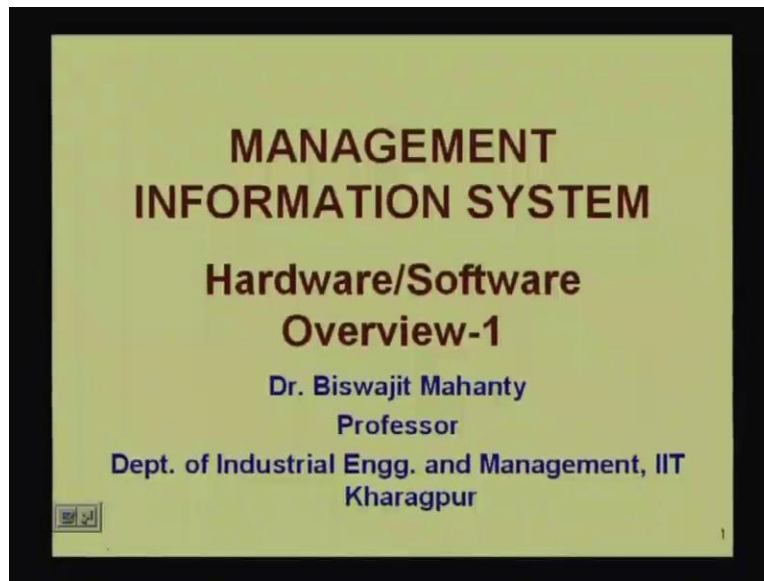 MANAGEMENT
INFORMATION SYSTEM
Hardware/Software
Overview-1
Dr. Biswajit Mahanty
Professor
Dept. of Industrial Engg. and Management, IIT
Kharagpur
1